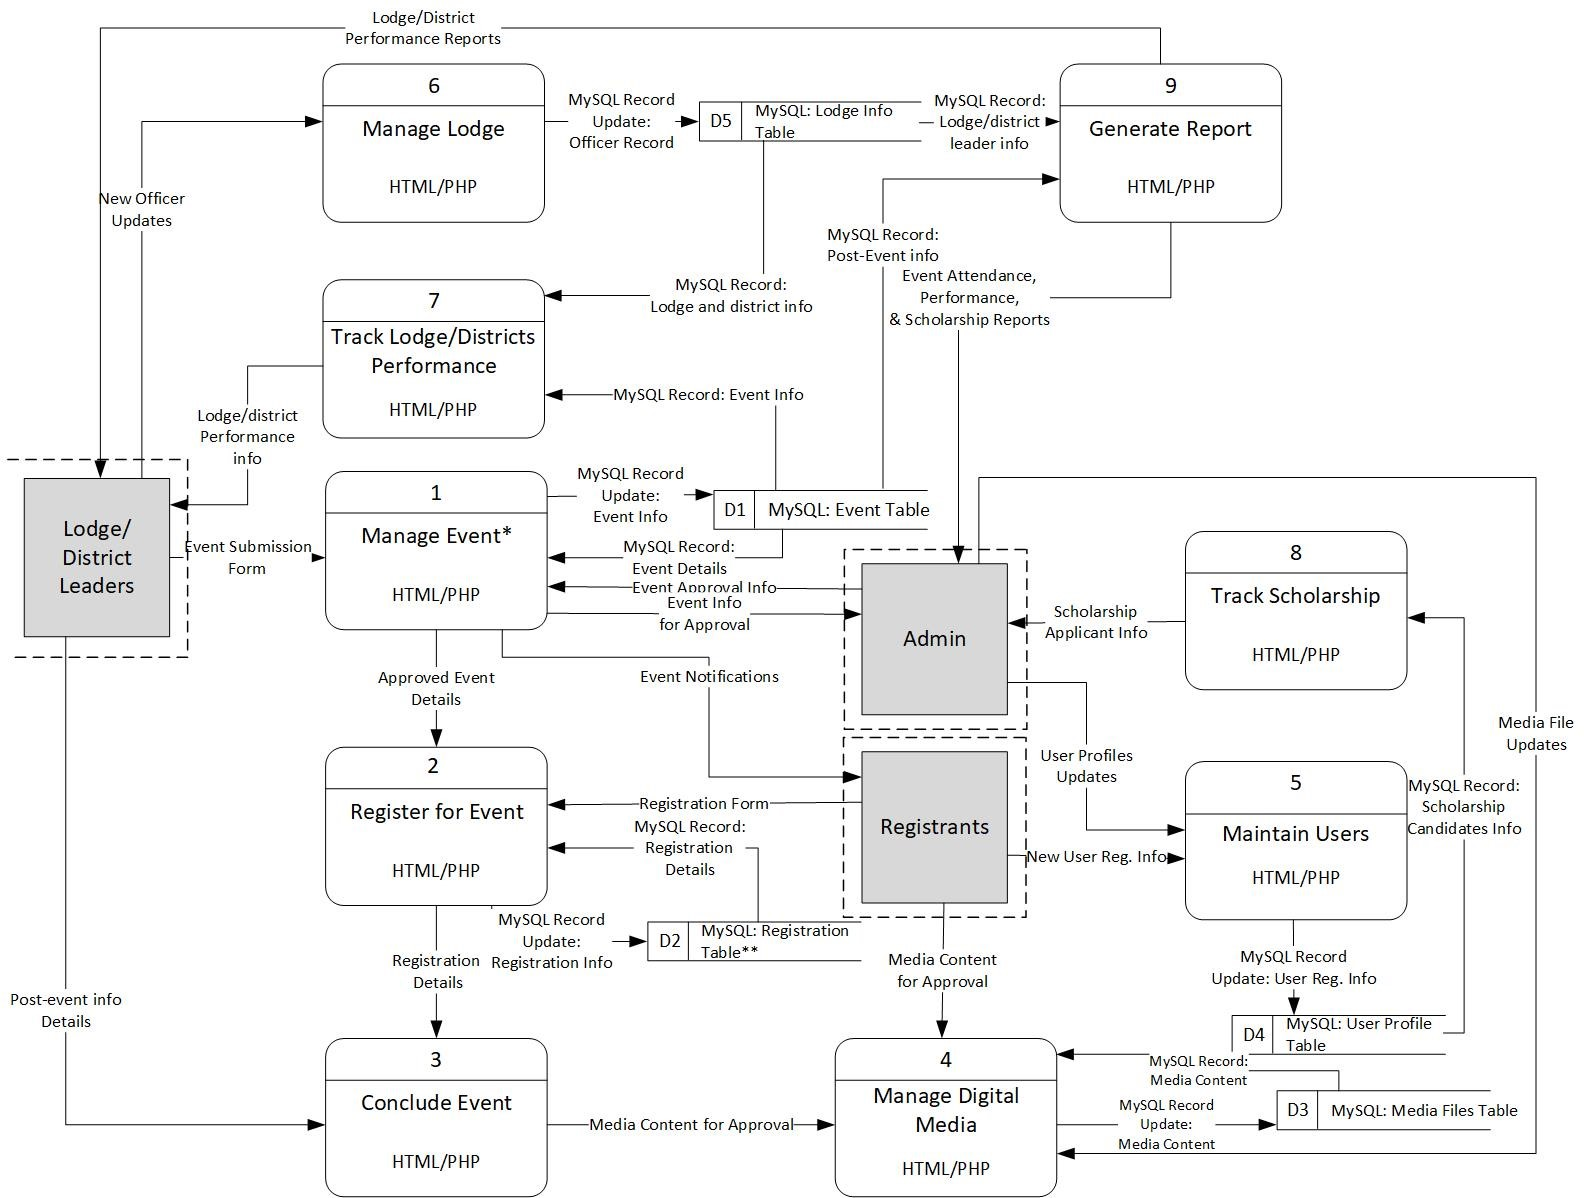 Lodge/District
Performance Reports
6
Manage Lodge
HTML/PHP
MySQL Record
Update:
Officer Record
D5
MySQL: Lodge Info
Table
MySQL Record:
Lodge/district
leader info
9
Generate Report
HTML/PHP
New Officer
Updates
MySQL Record:
Post-Event info
Event Attendance,
Performance,
& Scholarship Reports
MySQL Record:
Lodge and district info
7
Track Lodge/Districts
Performance
HTML/PHP
MySQL Record: Event Info
Lodge/district
Performance
info
Lodge/
District
Leaders
Event Submission
Form
1
Manage Event*
HTML/PHP
MySQL Record
Update:
Event Info
D1
MySQL: Event Table
MySQL Record:
Event Details
Event Approval Info
Event Info
for Approval
Admin
Scholarship
Applicant Info
8
Track Scholarship
HTML/PHP
Approved Event
Details
Event Notifications
User Profiles
Updates
Media File
Updates
2
Register for Event
HTML/PHP
Registration Form
MySQL Record:
Registration
Details
Registrants
New User Reg. Info
5
Maintain Users
HTML/PHP
MySQL Record:
Scholarship
Candidates Info
Registration
Details
MySQL Record
Update:
Registration Info
D2
MySQL: Registration
Table**
Media Content
for Approval
MySQL Record
Update: User Reg. Info
Post-event info
Details
D4
MySQL: User Profile
Table
3
Conclude Event
HTML/PHP
Media Content for Approval
4
Manage Digital
Media
HTML/PHP
MySQL Record:
Media Content
MySQL Record
Update:
Media Content
D3
MySQL: Media Files Table